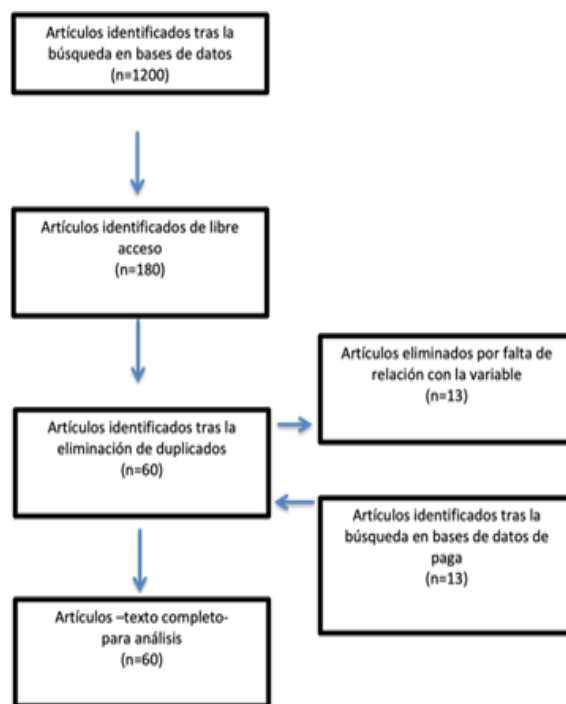 Artículos identificados tras la
búsqueda en bases de datos
(n=1200)
Artículos identificados de libre
acceso
(n=180)
Artículos eliminados por falta de
relación con la variable
(n=13)
Artículos identificados tras la
eliminación de duplicados
(n=60)
Artículos identificados tras la
búsqueda en bases de datos de
paga
(n=13)
Artículos –texto completo-
para análisis
(n=60)